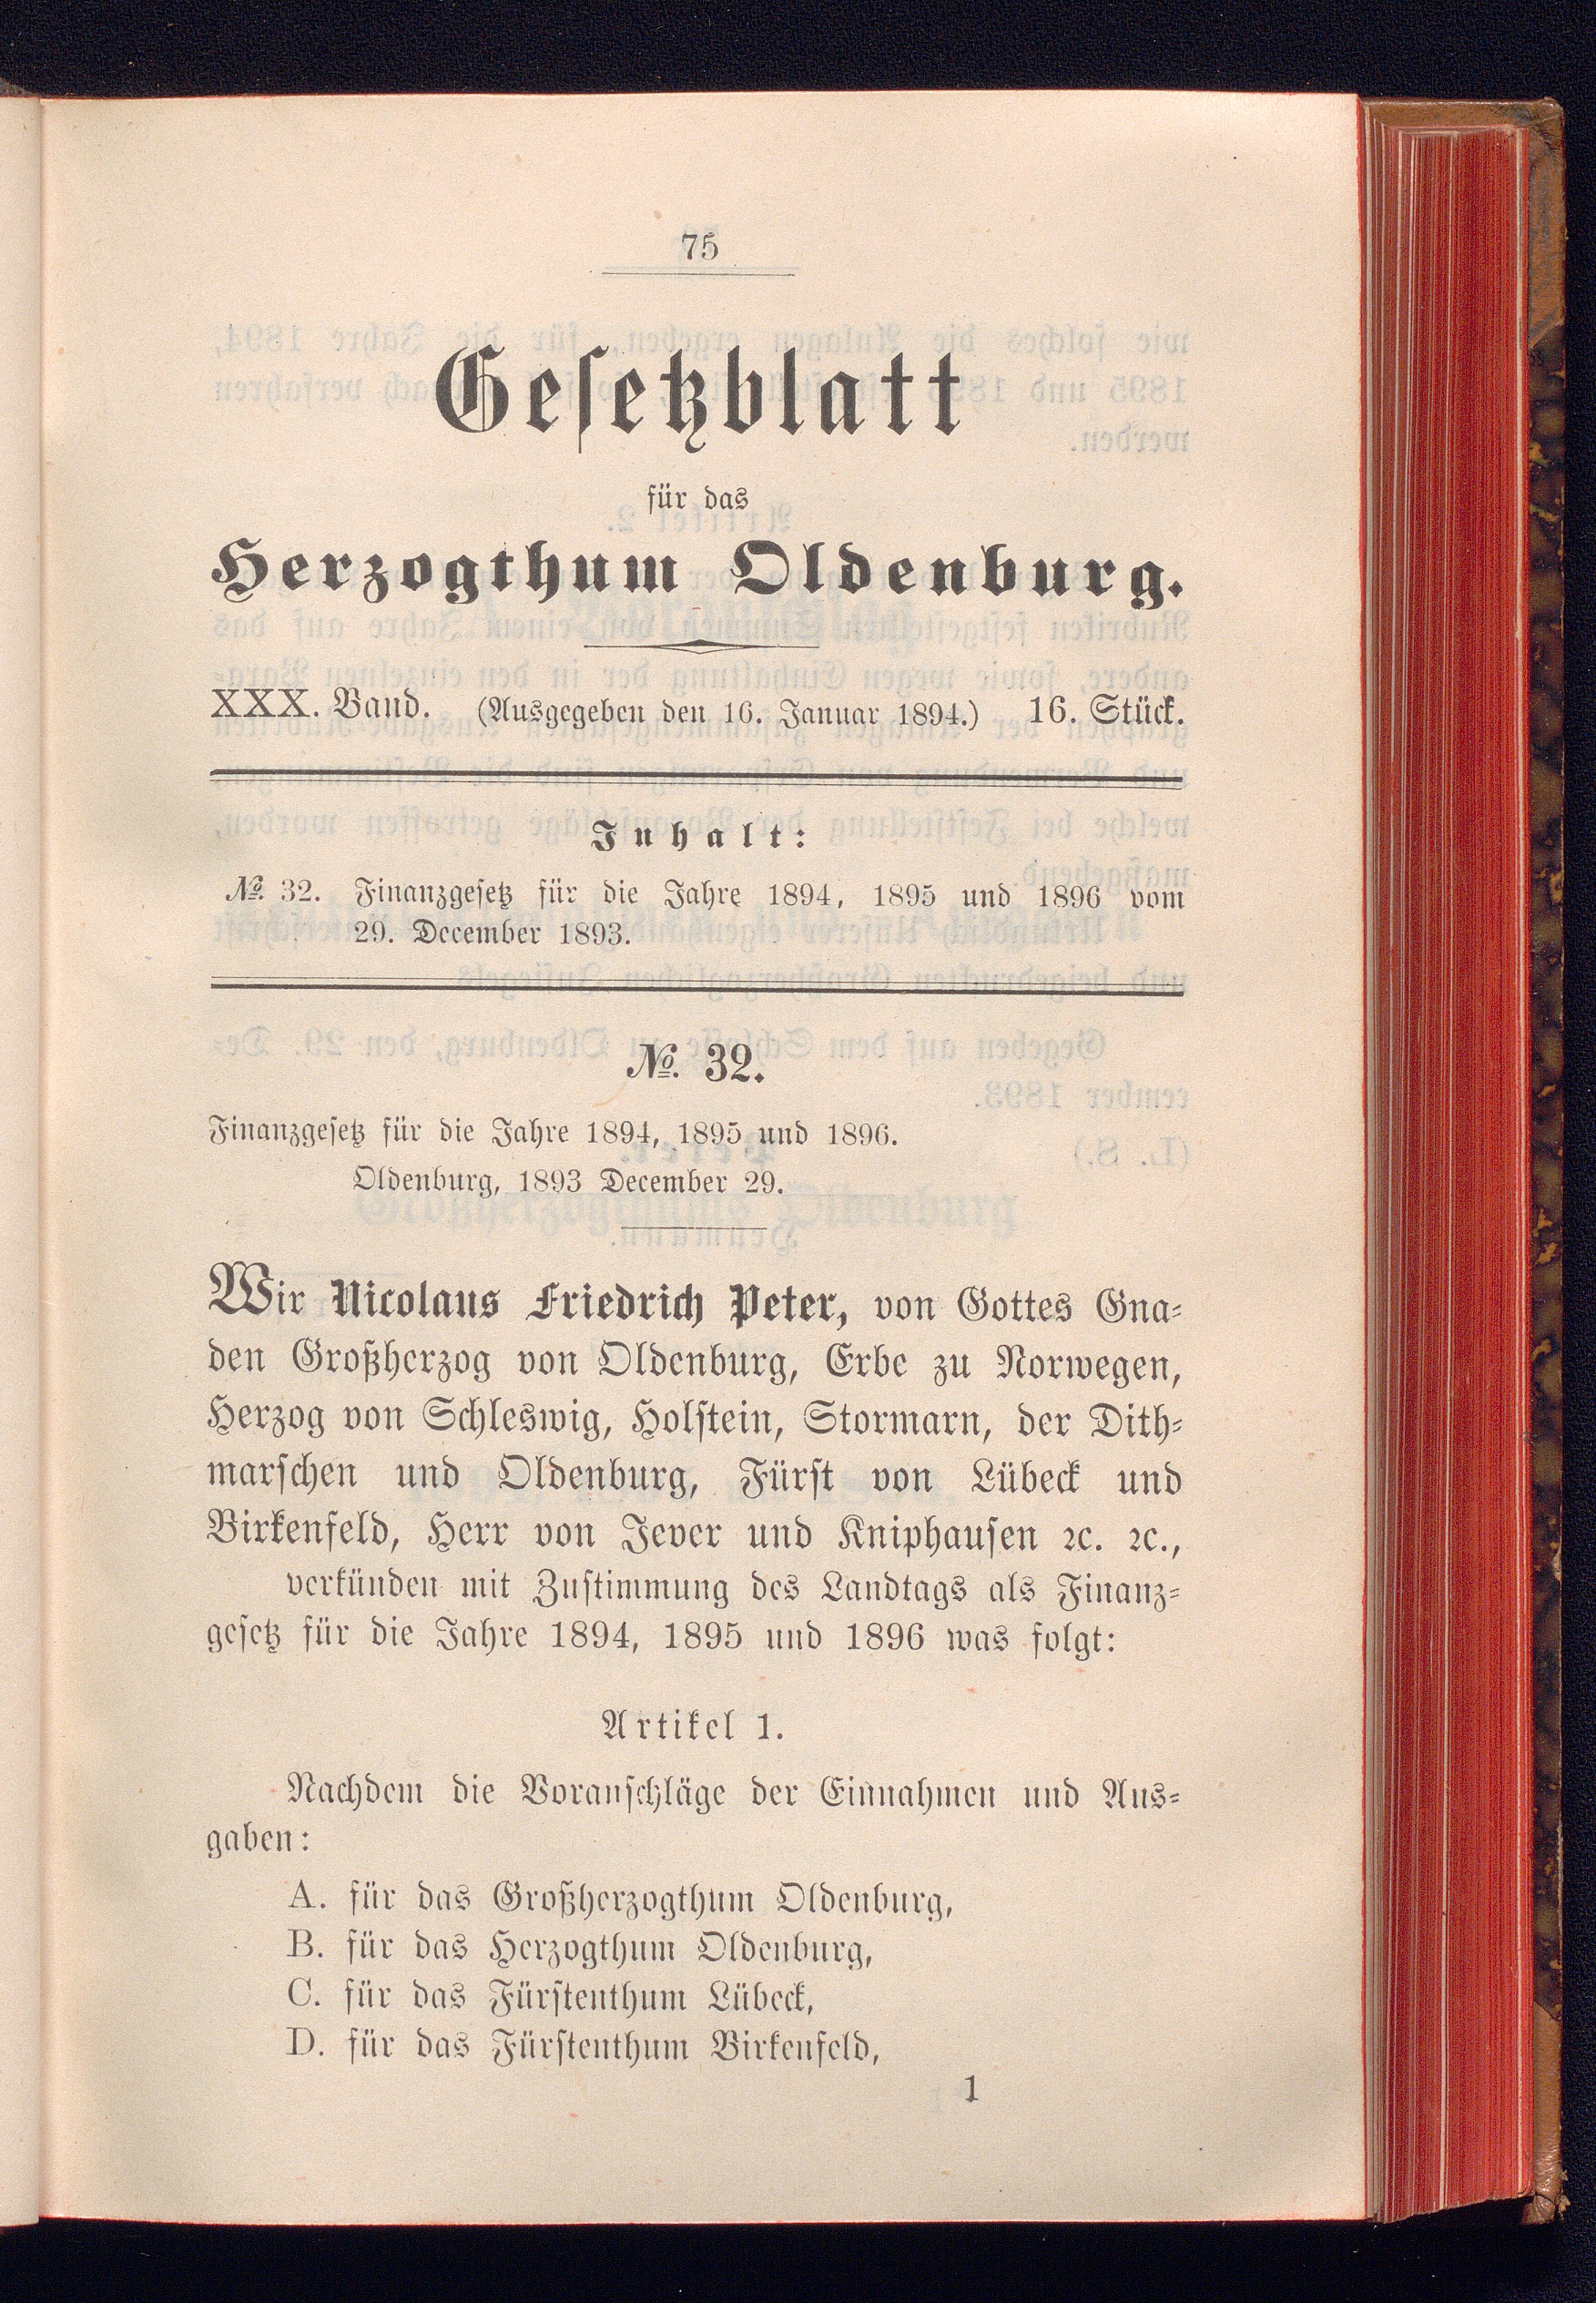 75
Gesetzblatt
für das
Herzogthum Oldenburg.
XXX. Band. (Ausgegeben den 16. Januar 1894.) 16. Stück.
Inhalt:
№. 32. Finanzgesetz für die Jahre 1894, 1895 und 1896 vom
29. December 1893.
№. 32.
Finanzgesetz für die Jahre 1894, 1895 und 1896.
Oldenburg, 1893 December 29.
Wir Nicolaus Friedrich Peter, von Gottes Gna-
den Großherzog von Oldenburg, Erbe zu Norwegen,
Herzog von Schleswig, Holstein, Stormarn, der Dith-
marschen und Oldenburg, Fürst von Lübeck und
Birkenfeld, Herr von Jever und Kniphausen ꝛc. ꝛc.,
verkünden mit Zustimmung des Landtags als Finanz-
gesetz für die Jahre 1894, 1895 und 1896 was folgt:
Artikel 1.
Nachdem die Voranschläge der Einnahmen und Aus-
gaben:
A. für das Großherzogthum Oldenburg,
B. für das Herzogthum Oldenburg,
C. für das Fürstenthum Lübeck,
D. für das Fürstenthum Birkenfeld,
1